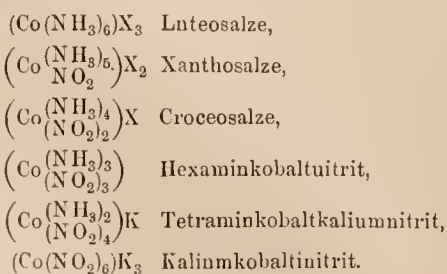 (Co(NH₃)₆)X₃ Luteosalze,
(Co(NH₃)₅.NO₂)X₂ Xanthosalze,
(Co(NH₃)₄(NO₂)₂)X Croceosalze,
(Co(NH₃)₃(NO₂)₃) Hexaminkobaltuitrit,
(Co(NH₃)₂(NO₂)₄)K Tetraminkobaltkaliumnitrit,
(Co(NO₂)₆)K₃ Kaliumkobaltinitrit.